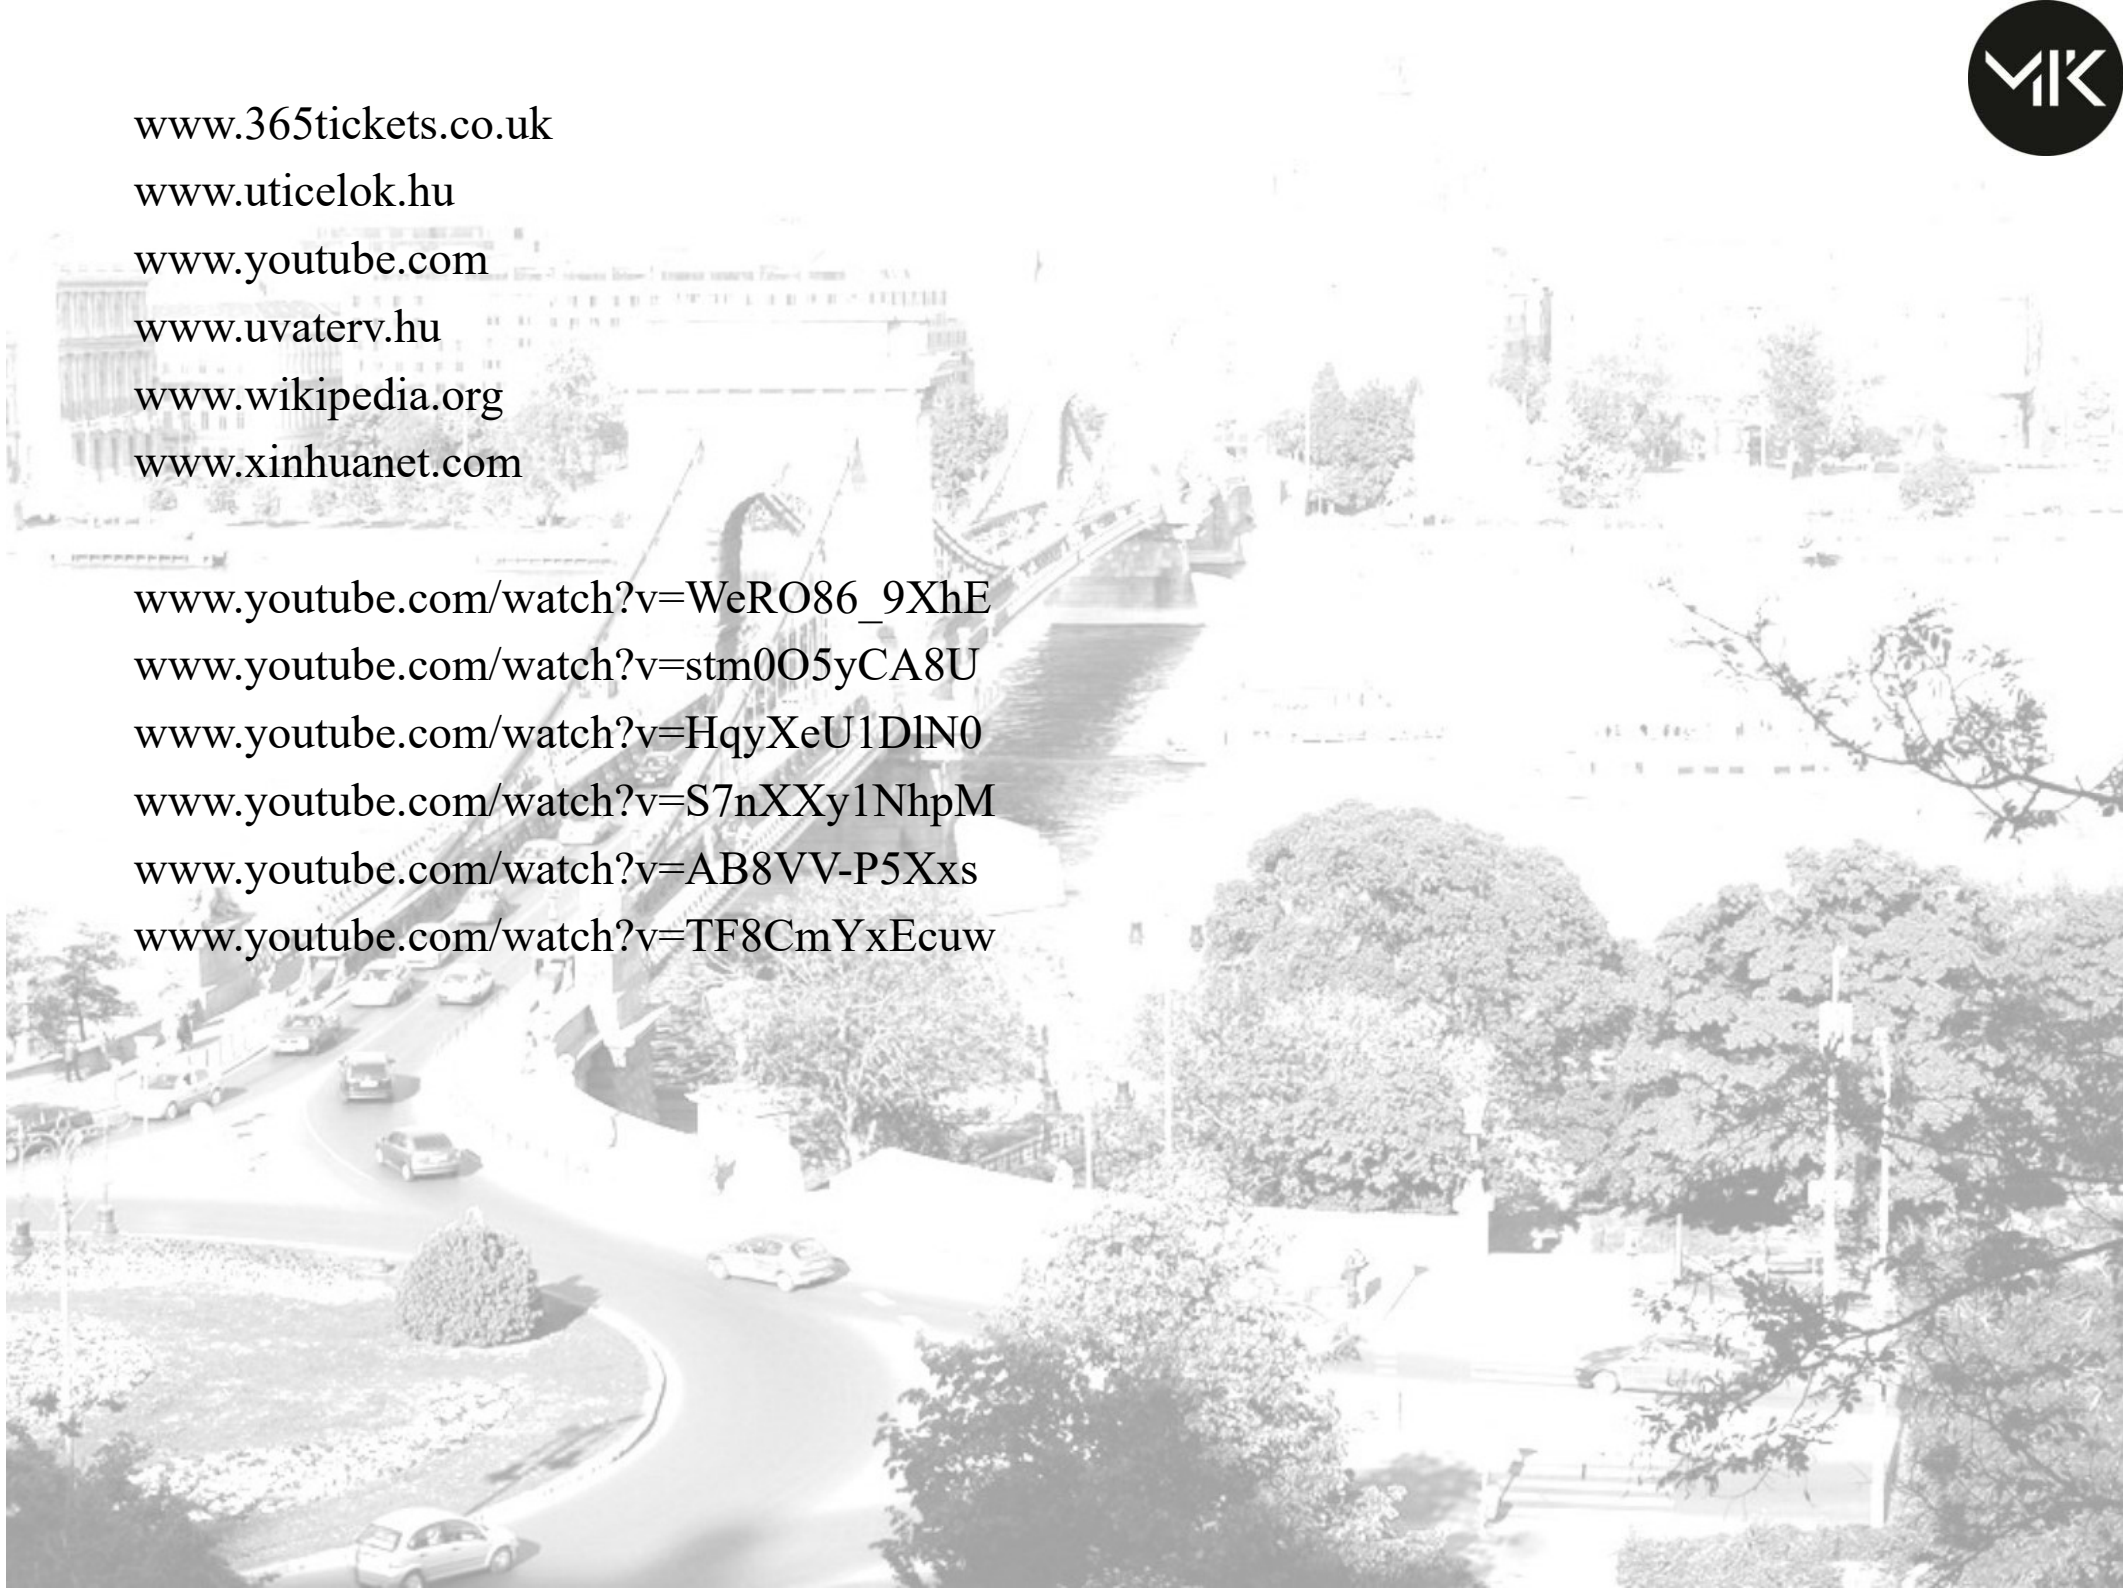 MK
www.365tickets.co.uk
www.uticelok.hu
www.youtube.com
www.uvaterv.hu
www.wikipedia.org
www.xinhuanet.com
www.youtube.com/watch?v=WeRO86_9XhE
www.youtube.com/watch?v=stm0O5yCA8U
www.youtube.com/watch?v=HqyXeU1DlN0
www.youtube.com/watch?v=S7nXXy1NhpM
www.youtube.com/watch?v=AB8VV-P5Xxs
www.youtube.com/watch?v=TF8CmYxEcuw